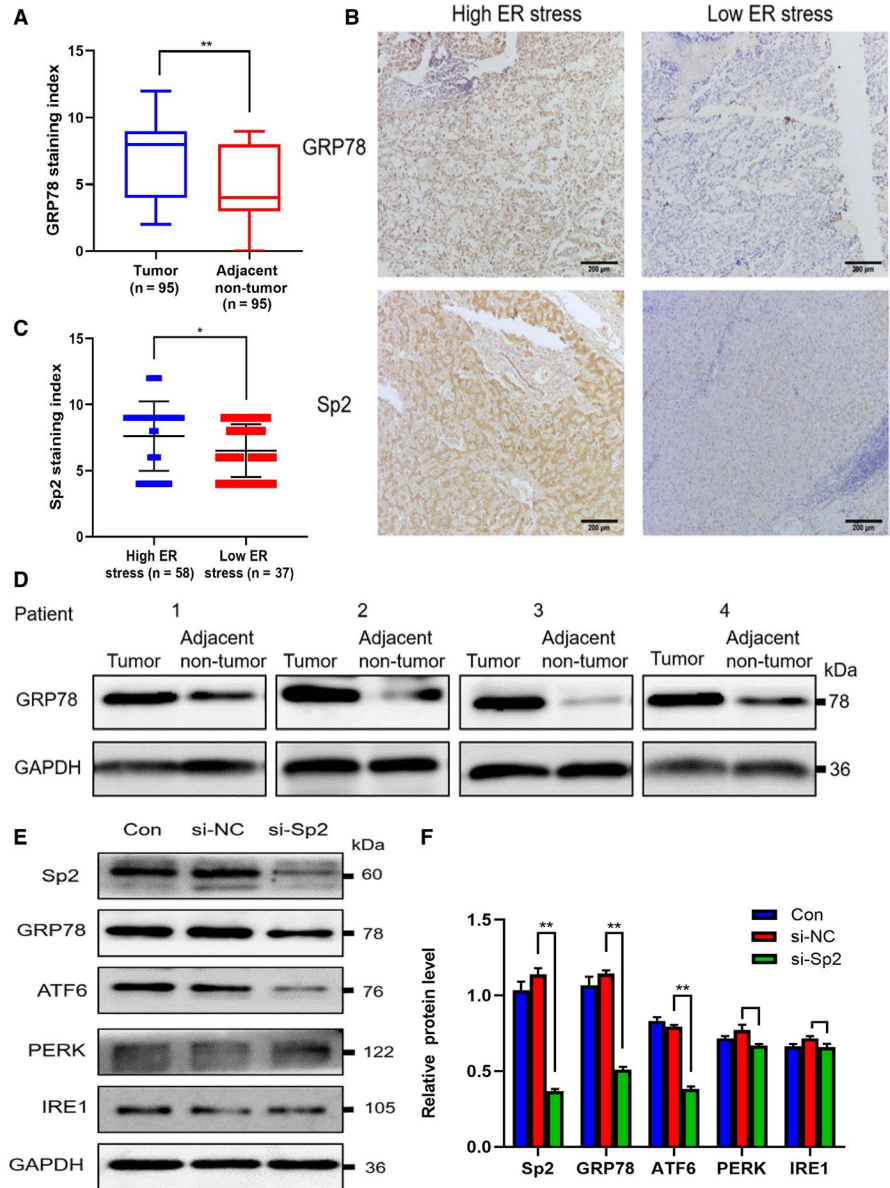 A
**
15
10
5
0
GRP78 staining index
Tumor
(n = 95)
Adjacent
non-tumor
(n = 95)
B
High ER stress
Low ER stress
GRP78
200 µm
200 µm
Sp2
200 µm
200 µm
C
*
15
10
5
0
Sp2 staining index
High ER
stress (n = 58)
Low ER
stress (n = 37)
D
Patient
1
2
3
4
Tumor
Adjacent
non-tumor
Tumor
Adjacent
non-tumor
Tumor
Adjacent
non-tumor
Tumor
Adjacent
non-tumor
kDa
GRP78
78
GAPDH
36
E
Con
si-NC
si-Sp2
kDa
Sp2
60
GRP78
78
ATF6
76
PERK
122
IRE1
105
GAPDH
36
F
Con
si-NC
si-Sp2
**
**
**
1.5
1.0
0.5
0.0
Relative protein level
Sp2
GRP78
ATF6
PERK
IRE1